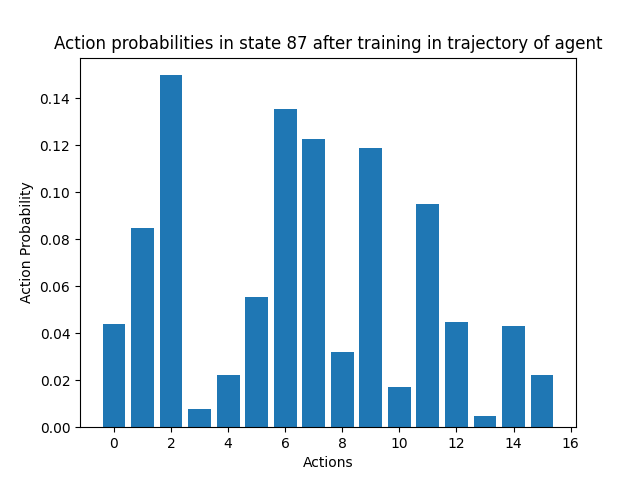 Action probabilities in state 87 after training in trajectory of agent
0.14
0.12
0.10
0.08
0.06
0.04
0.02
0.00
Action Probability
0 2 4 6 8 10 12 14 16
Actions